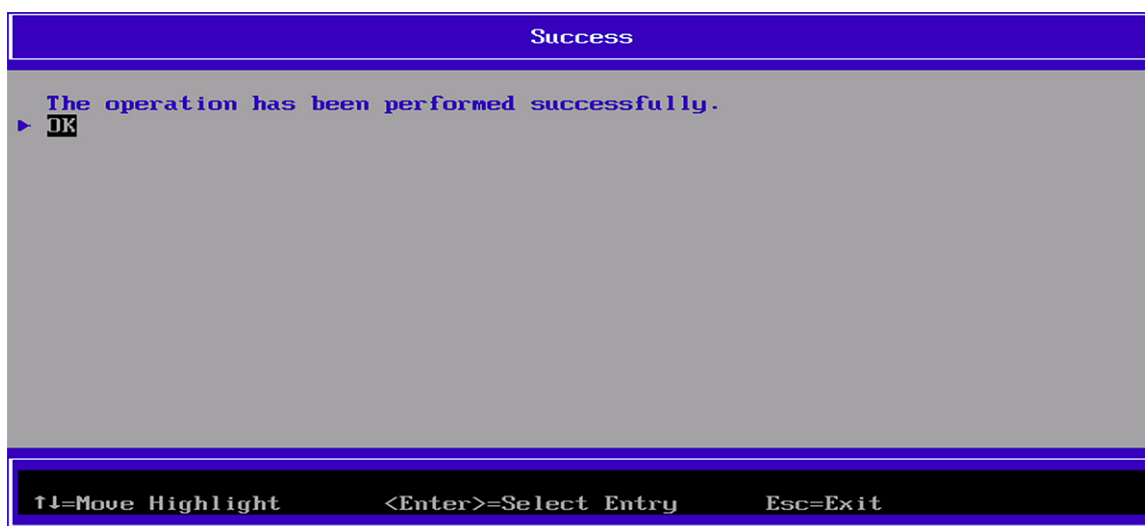 Success
The operation has been performed successfully.
► OK
↑↓=Move Highlight <Enter>=Select Entry Esc=Exit